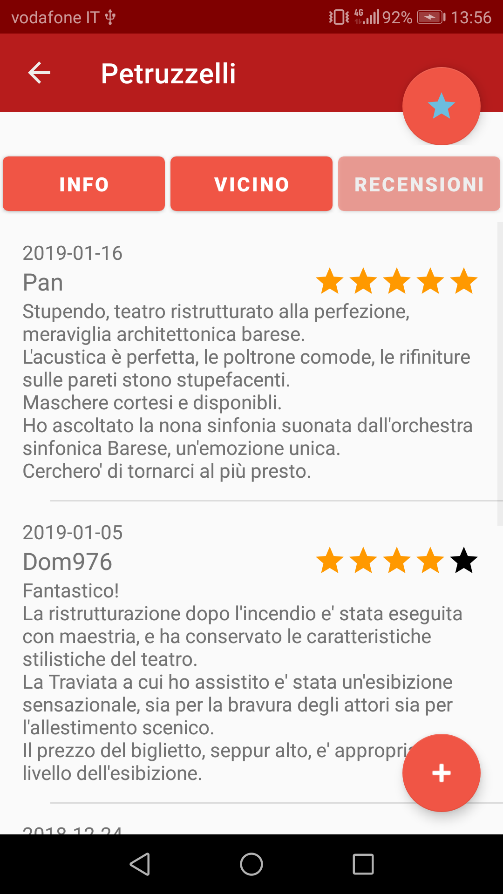 vodafone IT 4G 92% 13:56
Petruzzelli
INFO VICINO RECENSIONI
2019-01-16
Pan
Stupendo, teatro ristrutturato alla perfezione,
meraviglia architettonica barese.
L'acustica è perfetta, le poltrone comode, le rifiniture
sulle pareti stono stupefacenti.
Maschere cortesi e disponbli.
Ho ascoltato la nona sinfonia suonata dall'orchestra
sinfonica Barese, un'emozione unica.
Cerchero' di tornarci al più presto.
2019-01-05
Dom976
Fantastico!
La ristrutturazione dopo l'incendio e' stata eseguita
con maestria, e ha conservato le caratteristiche
stilistiche del teatro.
La Traviata a cui ho assistito e' stata un'esibizione
sensazionale, sia per la bravura degli attori sia per
l'allestimento scenico.
Il prezzo del biglietto, seppur alto, e'
livello dell'esibizione.
2018-12-24